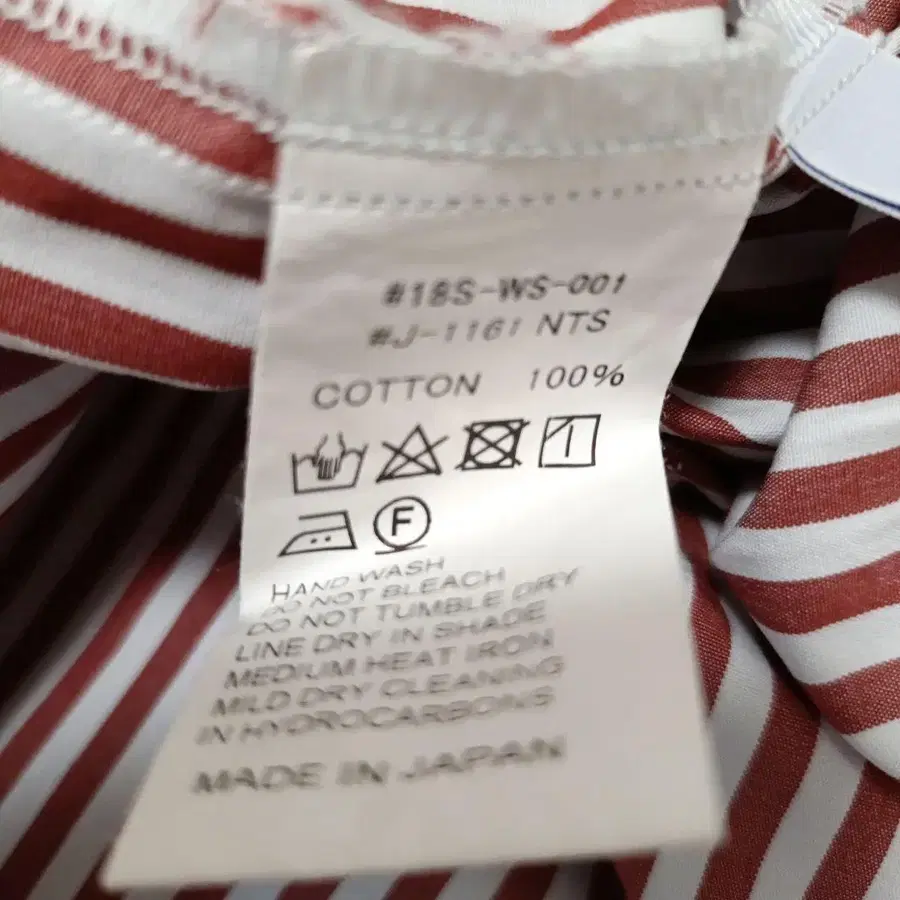 #18S-WS-001
#J-1161 NTS
COTTON 100%
F
HAND WASH
DO NOT BLEACH
DO NOT TUMBLE DRY
LINE DRY IN SHADE
MEDIUM HEAT IRON
MILD DRY CLEANING
IN HYDROCARBONS
MADE IN JAPAN